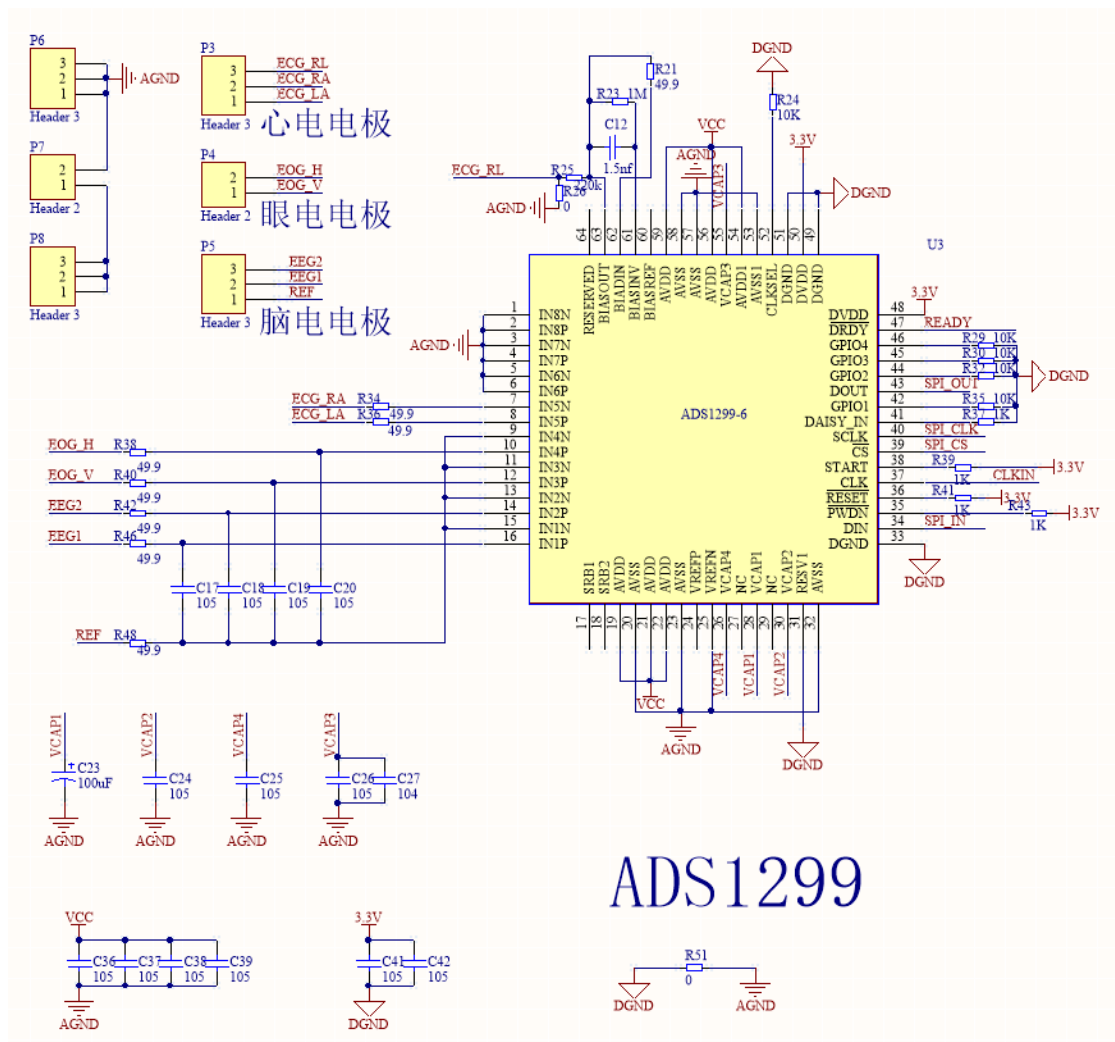 P6
3
2
1
Header 3
AGND
P3
3
2
1
ECG_RL
ECG_RA
ECG_LA
Header 3
心电电极
P7
2
1
Header 2
P4
2
1
EOG_H
EOG_V
Header 2
眼电电极
P8
3
2
1
Header 3
P5
3
2
1
EEG2
EEG1
REF
Header 3
脑电电极
DGND
R21
49.9
R23 1M
C12
1.5nf
R24
10K
VCC
AGND
VCAP3
3.3V
ECG_RL
R25
220k
R26
0
AGND
DGND
64
63
62
61
60
59
58
57
56
55
54
53
52
51
50
49
U3
RESERVED
BIASOUT
BIADIN
BIASINV
BIASREF
AVDD
AVSS
AVSS
AVDD
VCAP3
AVDD1
AVSS1
CLKSEL
DGND
DVDD
DGND
1 IN8N
2 IN8P
3 IN7N
4 IN7P
5 IN6N
6 IN6P
7 IN5N
8 IN5P
9 IN4N
10 IN4P
11 IN3N
12 IN3P
13 IN2N
14 IN2P
15 IN1N
16 IN1P
AGND
ECG_RA R34
49.9
ECG_LA R36
49.9
EOG_H R38
49.9
EOG_V R40
49.9
EEG2 R42
49.9
EEG1 R46
49.9
C17
105
C18
105
C19
105
C20
105
REF R48
49.9
ADS1299-6
DVDD 48 3.3V
DRDY 47 READY
GPIO4 46 R29 10K
GPIO3 45 R30 10K
GPIO2 44 R32 10K
DOUT 43 SPI_OUT
GPIO1 42 R35 10K
DAISY_IN 41 R37 1K
SCLK 40 SPI_CLK
CS 39 SPI_CS
START 38 R39 1K 3.3V
CLK 37 CLKIN
RESET 36 R41 1K 3.3V
PWDN 35 R43 1K 3.3V
DIN 34 SPI_IN
DGND 33
DGND
DGND
SRB1
SRB2
AVDD
AVSS
AVDD
AVDD
AVSS
VREFP
VREFN
VCAP4
NC
VCAP1
NC
VCAP2
RESV1
AVSS
17
18
19
20
21
22
23
24
25
26
27
28
29
30
31
32
VCC
VCAP4
VCAP1
VCAP2
AGND
DGND
VCAP1
C23
100uF
AGND
VCAP2
C24
105
AGND
VCAP4
C25
105
AGND
VCAP3
C26
105
C27
104
AGND
ADS1299
VCC
C36
105
C37
105
C38
105
C39
105
AGND
3.3V
C41
105
C42
105
DGND
R51
0
DGND
AGND